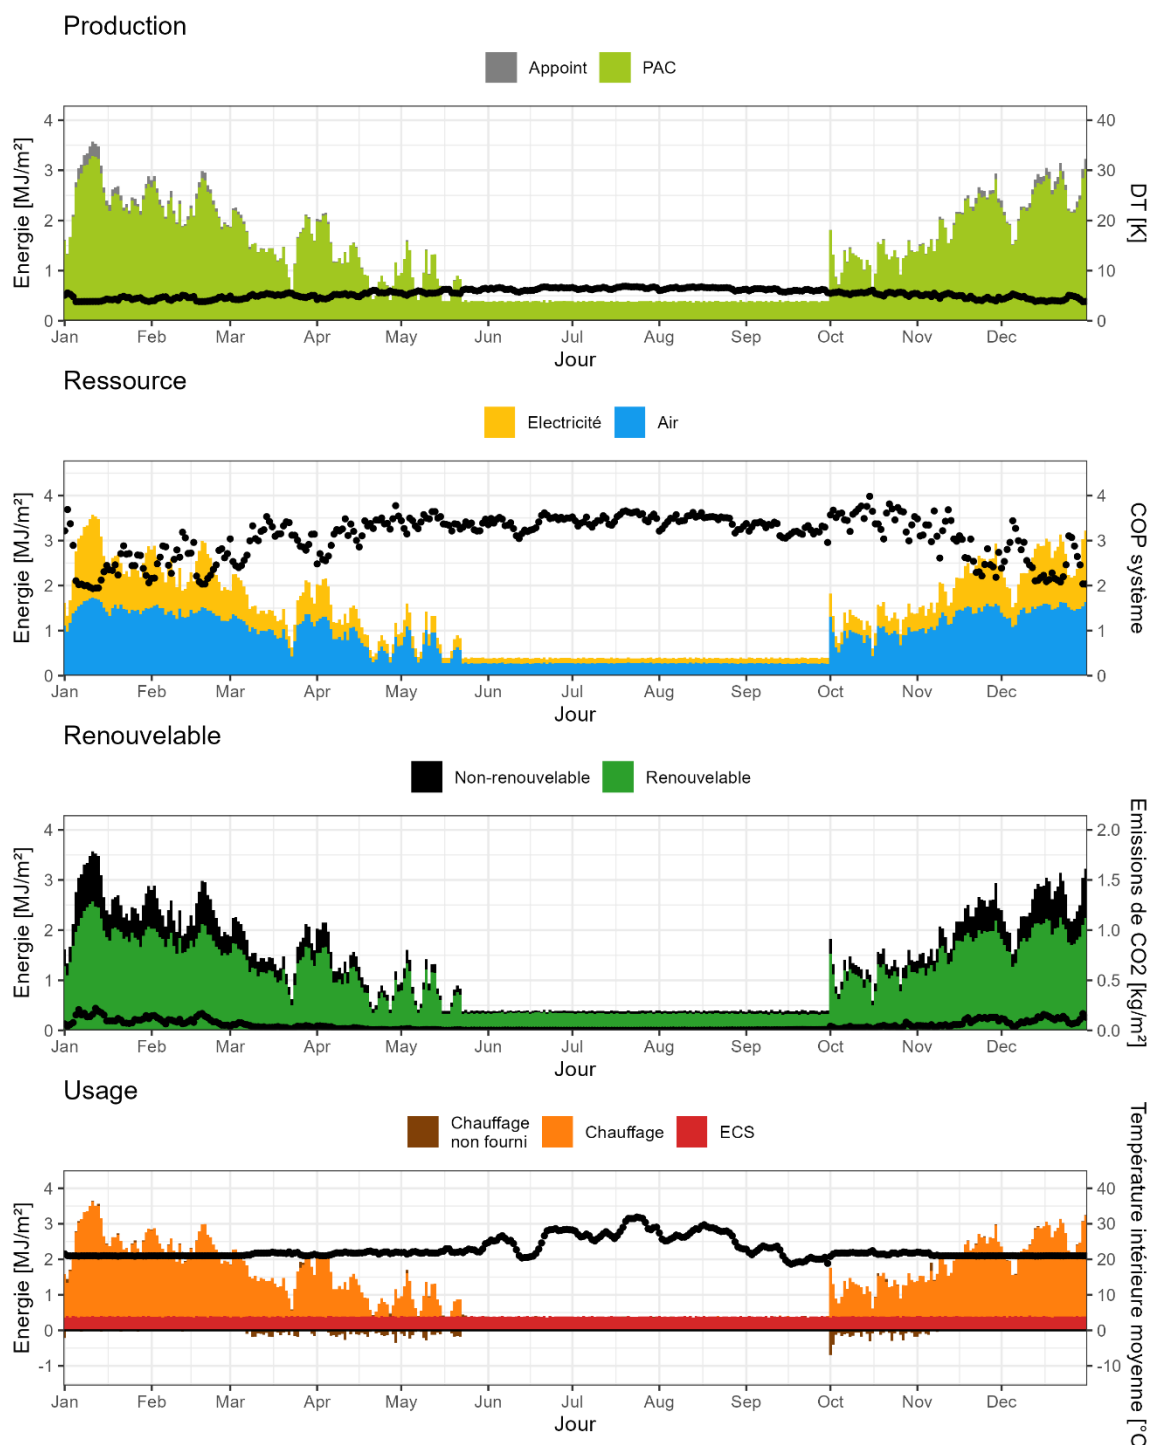 Production
Appoint PAC
4 40
3 30
2 20
1 10
0 0
Energie [MJ/m²]
DT [K]
Jan Feb Mar Apr May Jun Jul Aug Sep Oct Nov Dec
Jour
Ressource
Electricité Air
4 4
3 3
2 2
1 1
0 0
Energie [MJ/m²]
COP système
Jan Feb Mar Apr May Jun Jul Aug Sep Oct Nov Dec
Jour
Renouvelable
Non-renouvelable Renouvelable
4 2.0
3 1.5
2 1.0
1 0.5
0 0.0
Energie [MJ/m²]
Emissions de CO2 [kg/m²]
Jan Feb Mar Apr May Jun Jul Aug Sep Oct Nov Dec
Jour
Usage
Chauffage
non fourni
Chauffage ECS
4 40
3 30
2 20
1 10
0 0
-1 -10
Energie [MJ/m²]
Température intérieure moyenne [°C
Jan Feb Mar Apr May Jun Jul Aug Sep Oct Nov Dec
Jour